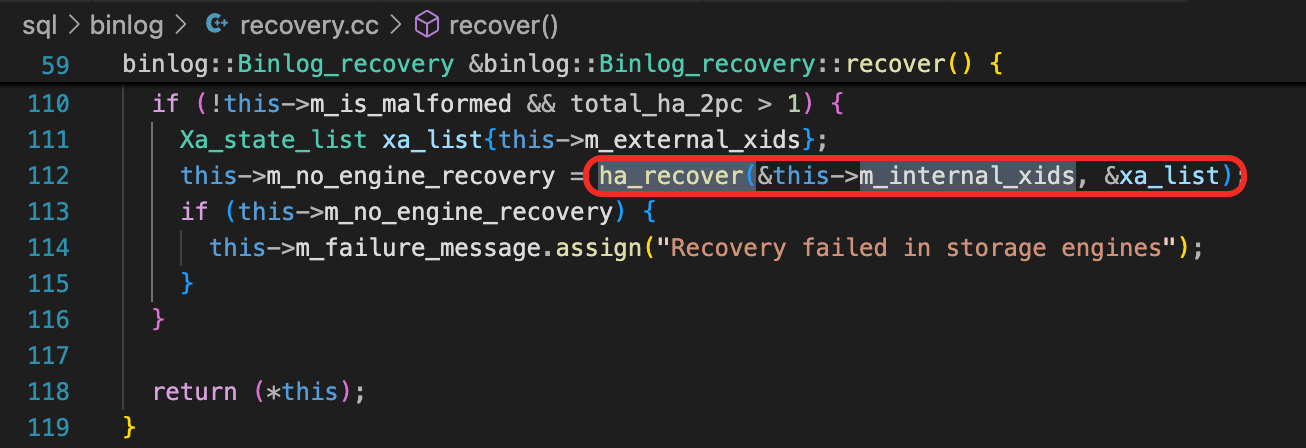 sql > binlog > recovery.cc > recover()
59 binlog::Binlog_recovery &binlog::Binlog_recovery::recover() {
110 if (!this->m_is_malformed && total_ha_2pc > 1) {
111 Xa_state_list xa_list{this->m_external_xids};
112 this->m_no_engine_recovery = ha_recover(&this->m_internal_xids, &xa_list);
113 if (this->m_no_engine_recovery) {
114 this->m_failure_message.assign("Recovery failed in storage engines");
115 }
116 }
117
118 return (*this);
119 }